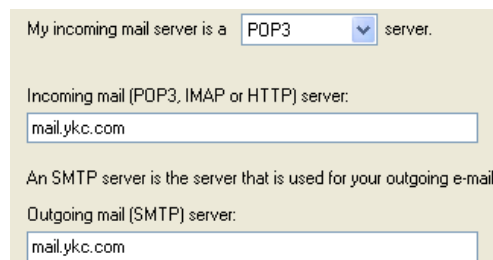 My incoming mail server is a POP3 server.
Incoming mail (POP3, IMAP or HTTP) server:
mail.ykc.com
An SMTP server is the server that is used for your outgoing e-mail
Outgoing mail (SMTP) server:
mail.ykc.com